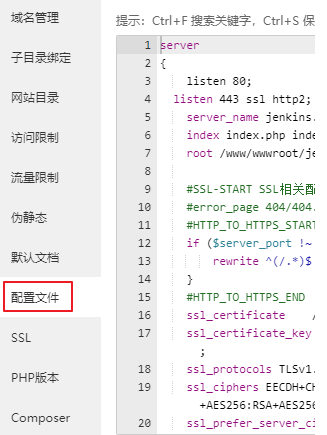 域名管理
子目录绑定
网站目录
访问限制
流量限制
伪静态
默认文档
配置文件
SSL
PHP版本
Composer
提示：Ctrl+F 搜索关键字，Ctrl+S 保
1 server
2 {
3 listen 80;
4 listen 443 ssl http2;
5 server_name jenkins.
6 index index.php inde
7 root /www/wwwroot/je
8
9 #SSL-START SSL相关配
10 #error_page 404/404.
11 #HTTP_TO_HTTPS_START
12 if ($server_port !~
13 rewrite ^(/.*)$
14 }
15 #HTTP_TO_HTTPS_END
16 ssl_certificate /
17 ssl_certificate_key
;
18 ssl_protocols TLSv1.
19 ssl_ciphers EECDH+CH
+AES256:RSA+AES256
20 ssl_prefer_server_ci